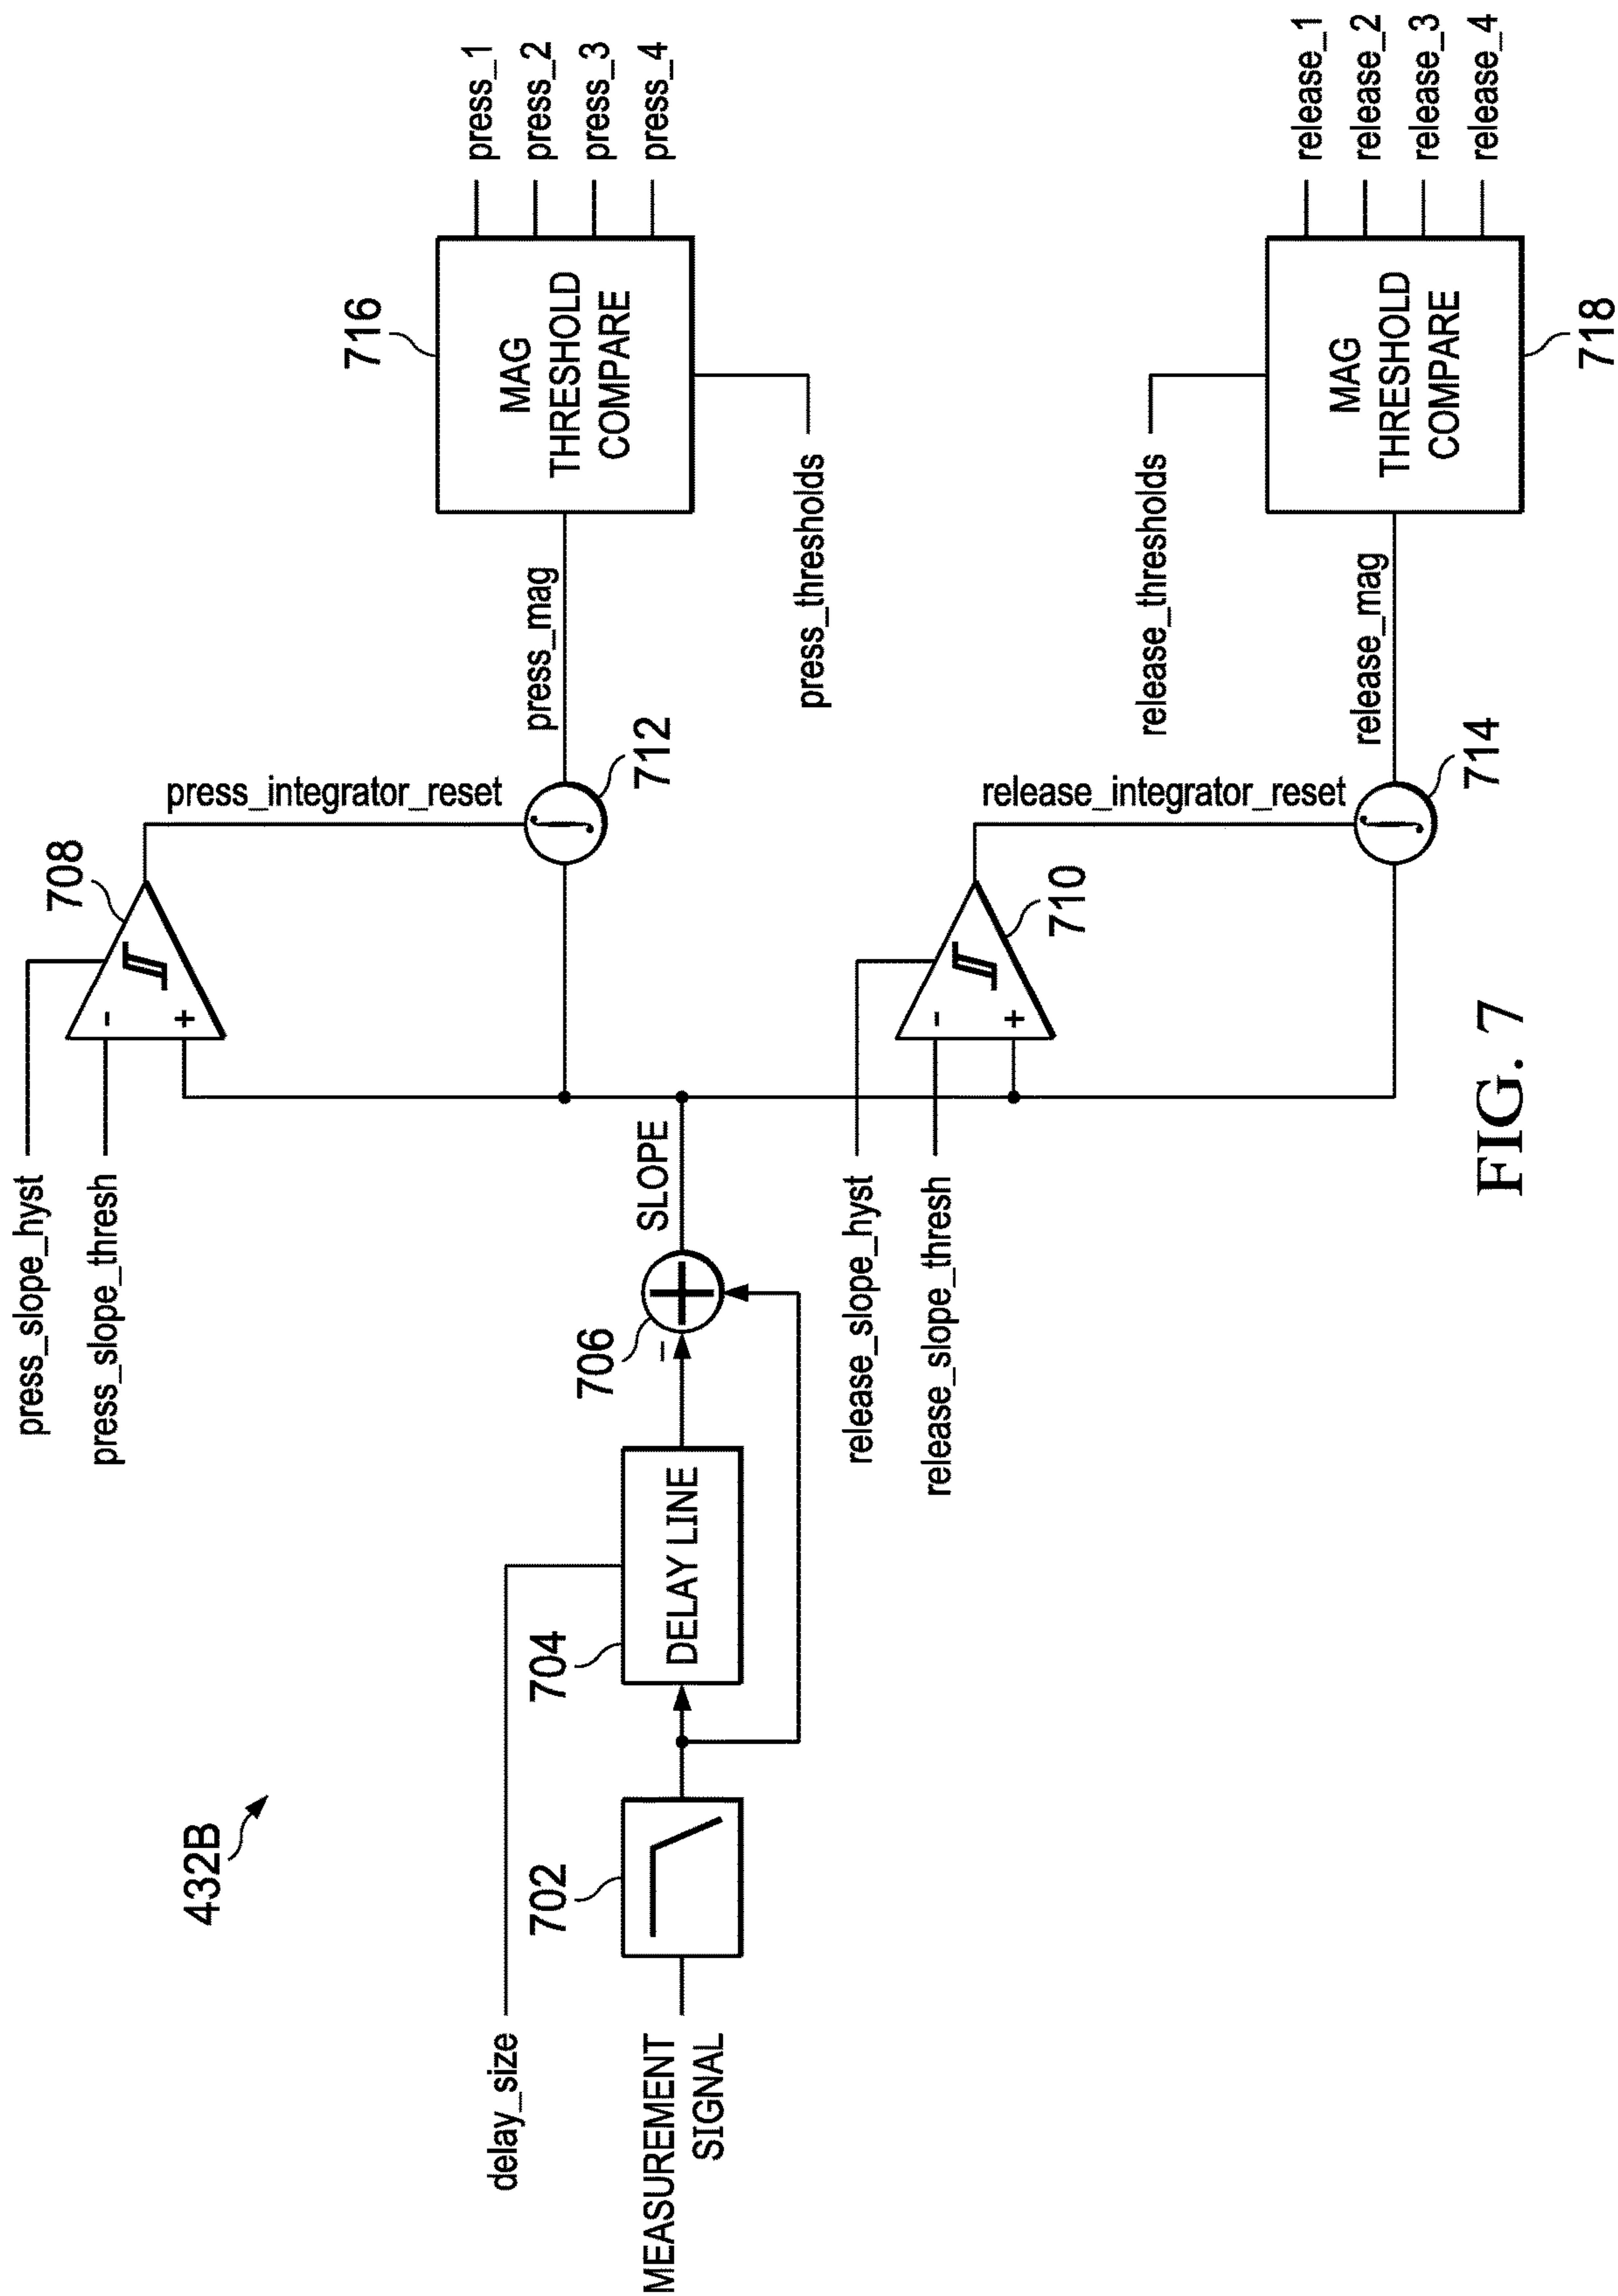 432B
MEASUREMENT
SIGNAL
delay_size
702
704
DELAY LINE
706
-
SLOPE
press_slope_hyst
press_slope_thresh
-
+
708
press_integrator_reset
712
press_mag
press_thresholds
716
MAG
THRESHOLD
COMPARE
press_1
press_2
press_3
press_4
release_slope_hyst
release_slope_thresh
-
+
710
release_integrator_reset
714
release_mag
release_thresholds
MAG
THRESHOLD
COMPARE
718
release_1
release_2
release_3
release_4
FIG. 7